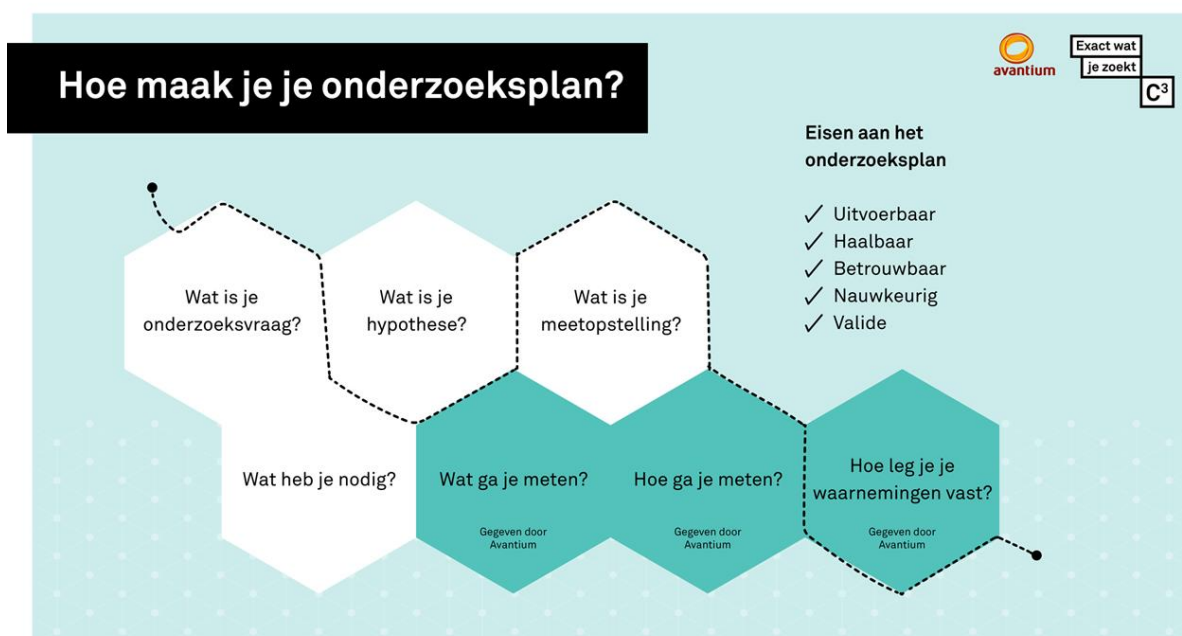 Hoe maak je je onderzoeksplan?
avantium
Exact wat
je zoekt
C³
Eisen aan het
onderzoeksplan
✓ Uitvoerbaar
✓ Haalbaar
✓ Betrouwbaar
✓ Nauwkeurig
✓ Valide
Wat is je
onderzoeksvraag?
Wat is je
hypothese?
Wat is je
meetopstelling?
Wat heb je nodig?
Wat ga je meten?
Gegeven door
Avantium
Hoe ga je meten?
Gegeven door
Avantium
Hoe leg je je
waarnemingen vast?
Gegeven door
Avantium